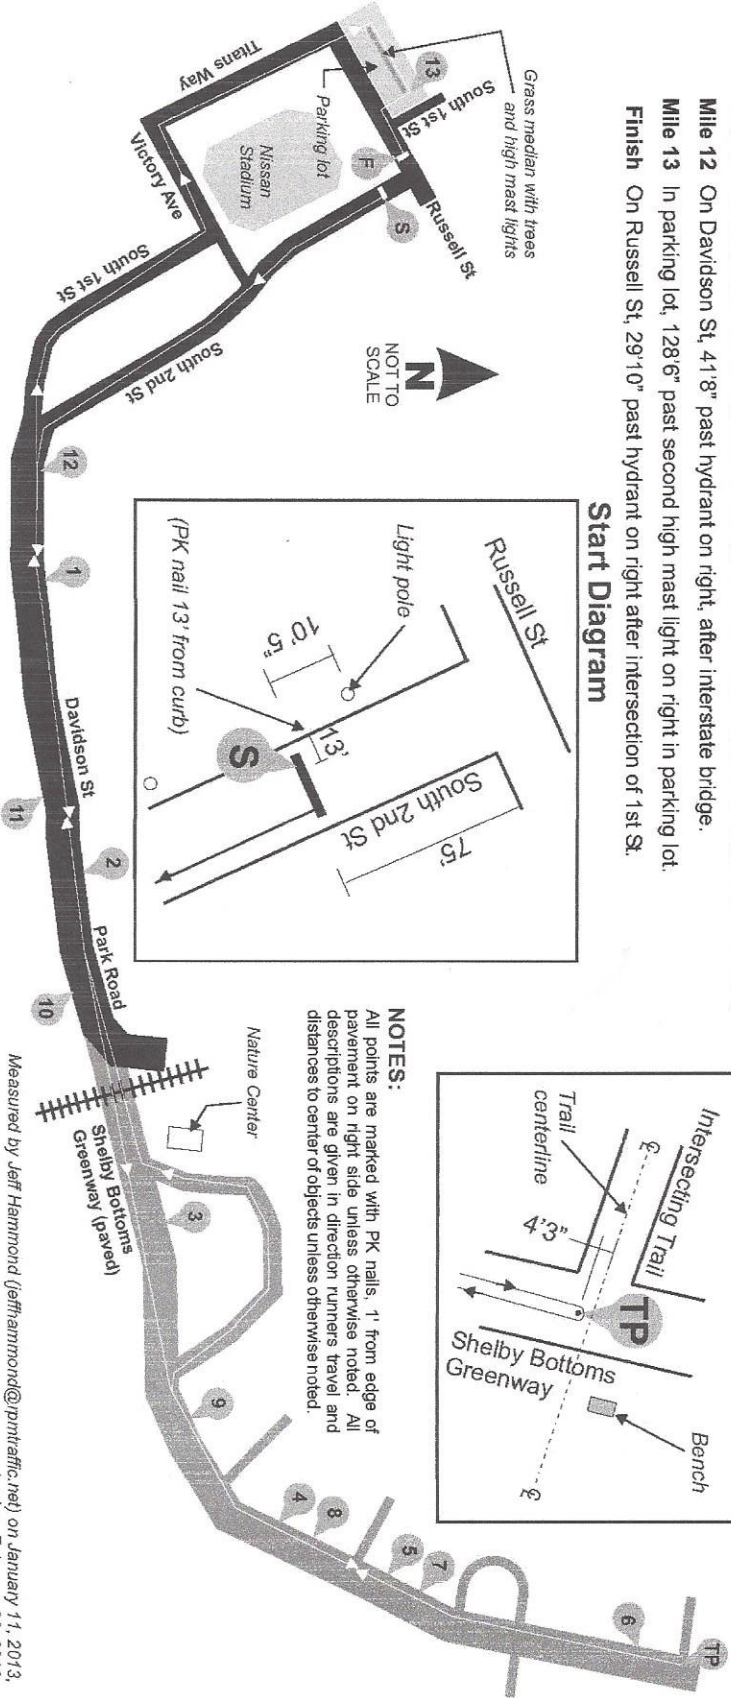 Mile 12 On Davidson St, 41'8" past hydrant on right, after interstate bridge.
Mile 13 In parking lot, 128'6" past second high mast light on right in parking lot.
Finish On Russell St, 29'10" past hydrant on right after intersection of 1st St.
Grass median with trees
and high mast lights
13
South 1st St
F
S
Russell St
Titans Way
Parking lot
Nissan
Stadium
Victory Ave
South 1st St
South 2nd St
N
NOT TO
SCALE
12
1
Davidson St
11
2
Park Road
10
Start Diagram
Russell St
Light pole
10'5"
(PK nail 13' from curb)
13'
S
South 2nd St
75'
Intersecting Trail
Trail
centerline
4'3"
TP
Shelby Bottoms
Greenway
Bench
NOTES:
All points are marked with PK nails, 1' from edge of
pavement on right side unless otherwise noted. All
descriptions are given in direction runners travel and
distances to center of objects unless otherwise noted.
Nature Center
Shelby Bottoms
Greenway (paved)
3
9
4
8
5
7
6
TP
Measured by Jeff Hammond (jeffhammond@rpmtraffic.net) on January 11, 2013,